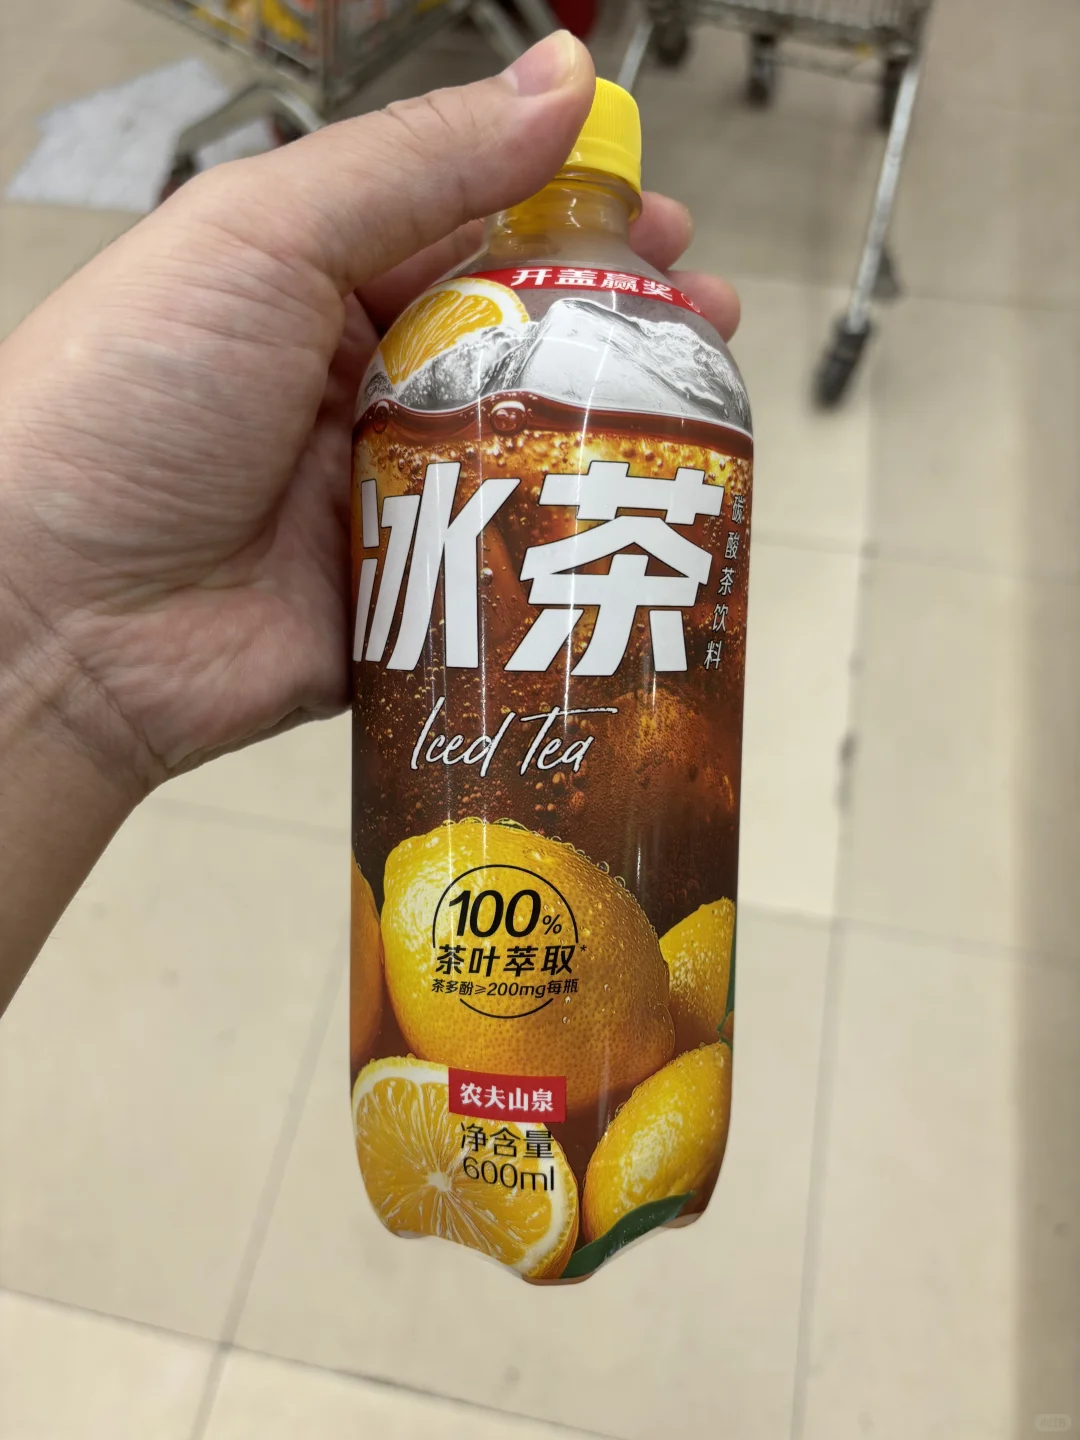 开盖赢奖
冰茶
碳酸茶饮料
Iced Tea
100%
茶叶萃取*
茶多酚≥200mg每瓶
农夫山泉
净含量
600ml